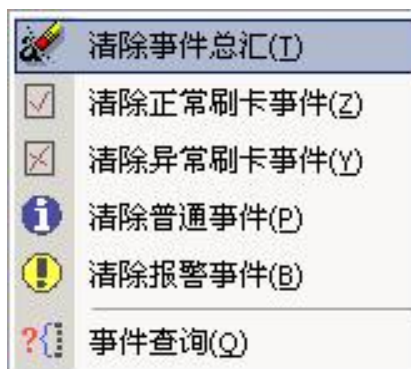 清除事件总汇(T)
清除正常刷卡事件(Z)
清除异常刷卡事件(Y)
清除普通事件(P)
清除报警事件(B)
事件查询(Q)